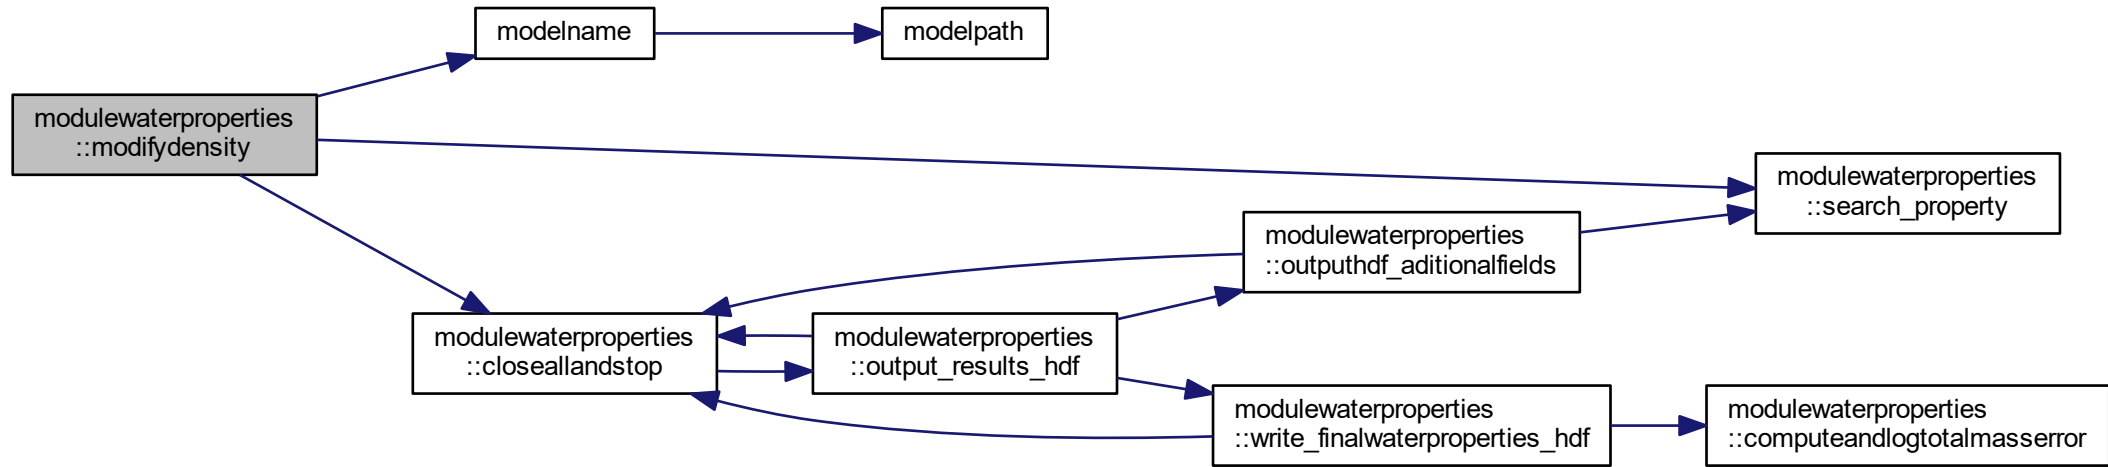 modelname
modelpath
modulewaterproperties
::modifydensity
modulewaterproperties
::search_property
modulewaterproperties
::outputhdf_aditionalfields
modulewaterproperties
::closeallandstop
modulewaterproperties
::output_results_hdf
modulewaterproperties
::write_finalwaterproperties_hdf
modulewaterproperties
::computeandlogtotalmasserror